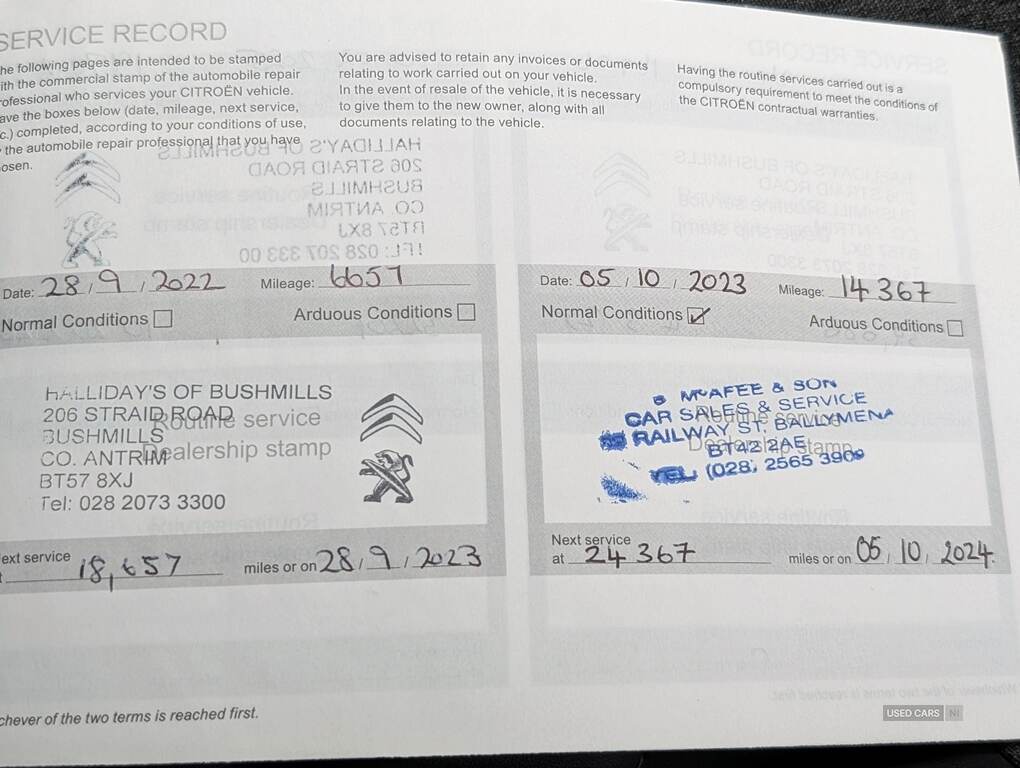 SERVICE RECORD
he following pages are intended to be stamped
ith the commercial stamp of the automobile repair
rofessional who services your CITROËN vehicle.
ave the boxes below (date, mileage, next service,
c.) completed, according to your conditions of use,
the automobile repair professional that you have
osen.
You are advised to retain any invoices or documents
relating to work carried out on your vehicle.
In the event of resale of the vehicle, it is necessary
to give them to the new owner, along with all
documents relating to the vehicle.
Having the routine services carried out is a
compulsory requirement to meet the conditions of
the CITROËN contractual warranties.
Date: 28/9/2022 Mileage: 6657
Normal Conditions Arduous Conditions
HALLIDAY'S OF BUSHMILLS
206 STRAID ROAD
Routine service
BUSHMILLS
CO. ANTRIM
Dealership stamp
BT57 8XJ
Tel: 028 2073 3300
ext service
18,657 miles or on 28/9/2023
Date: 05/10/2023 Mileage: 14367
Normal Conditions ✓ Arduous Conditions
McAFEE & SON
CAR SALES & SERVICE
Routine service
RAILWAY ST. BALLYMENA
Dealership stamp
BT42 2AE
TEL: (028) 2565 3909
Next service
at 24367 miles or on 05/10/2024.
chever of the two terms is reached first.
USED CARS NI